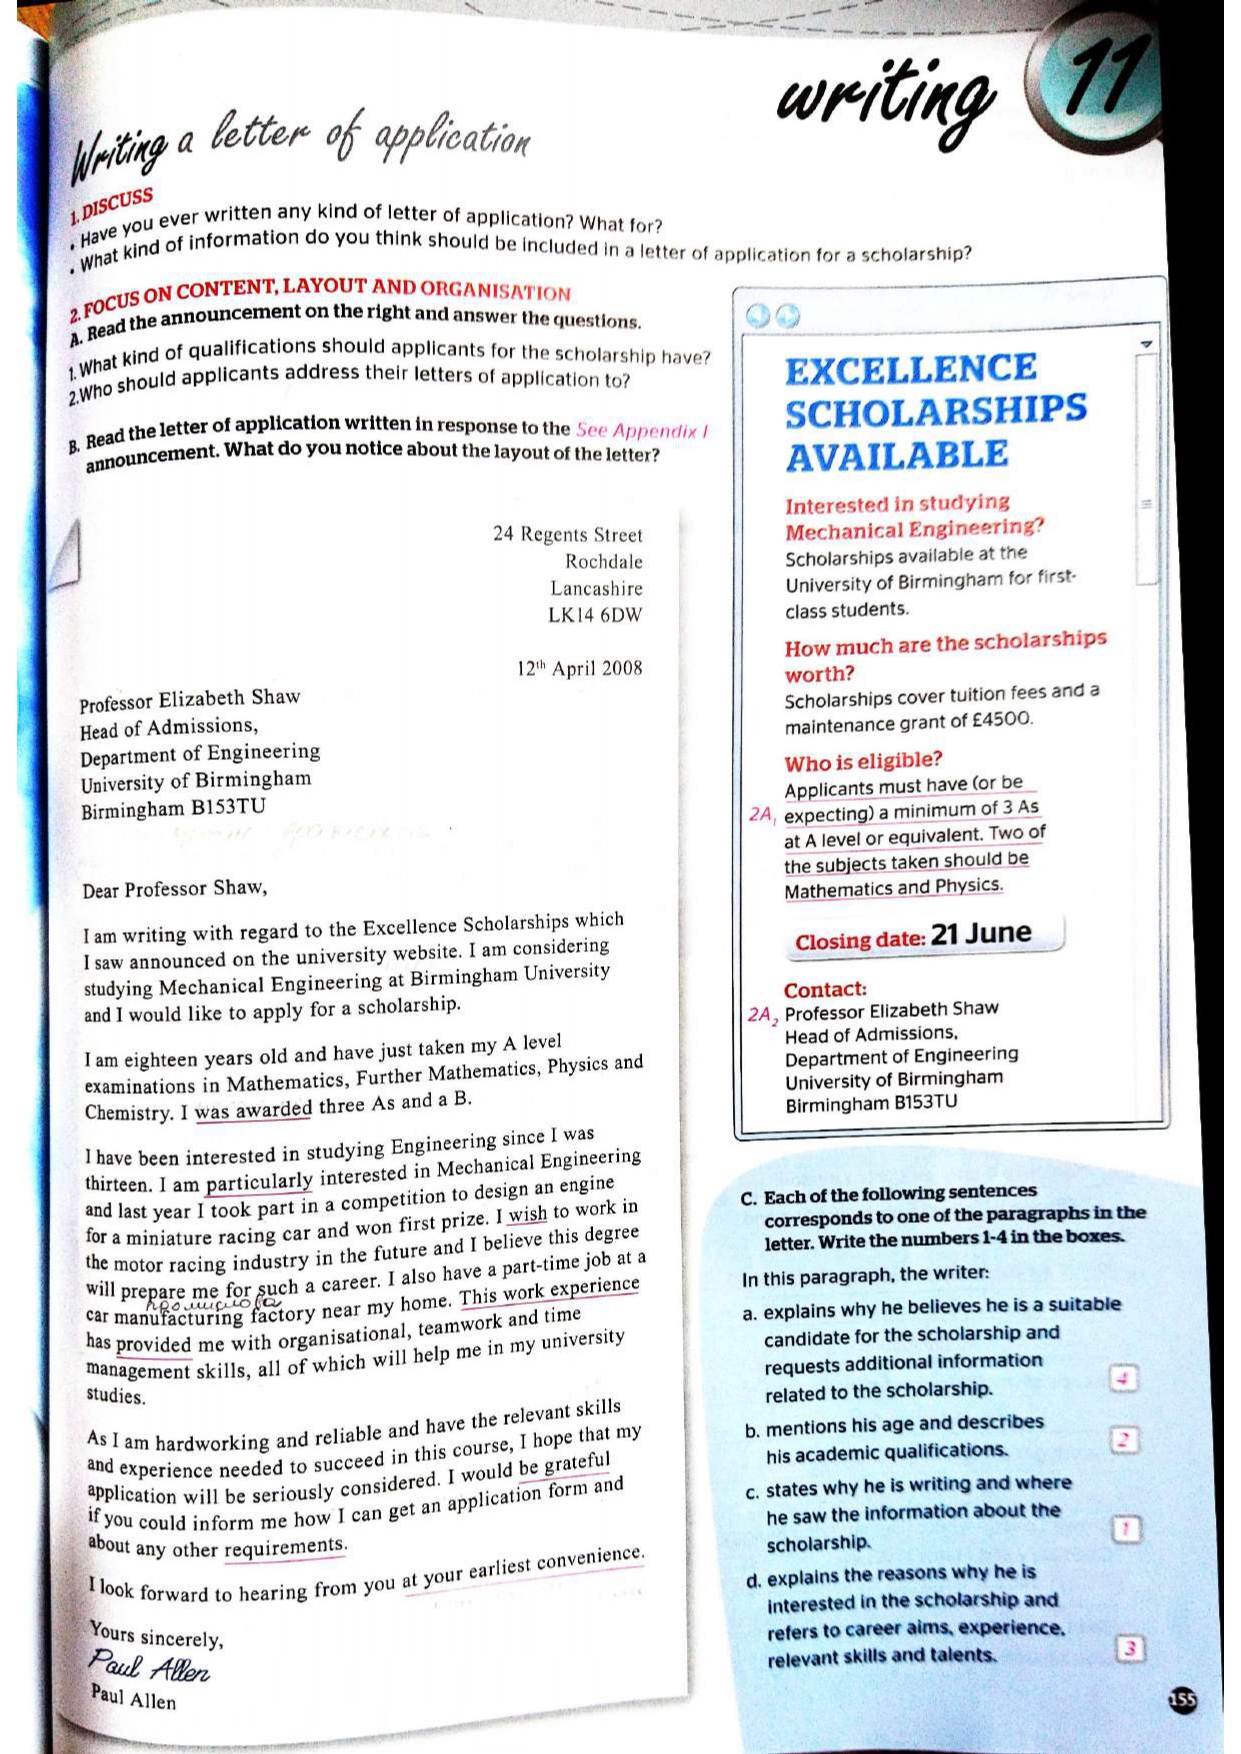 writing 11
Writing a letter of application
1. DISCUSS
• Have you ever written any kind of letter of application? What for?
• What kind of information do you think should be included in a letter of application for a scholarship?
2. FOCUS ON CONTENT, LAYOUT AND ORGANISATION
A. Read the announcement on the right and answer the questions.
1. What kind of qualifications should applicants for the scholarship have?
2. Who should applicants address their letters of application to?
B. Read the letter of application written in response to the See Appendix I
announcement. What do you notice about the layout of the letter?
24 Regents Street
Rochdale
Lancashire
LK14 6DW
12th April 2008
Professor Elizabeth Shaw
Head of Admissions,
Department of Engineering
University of Birmingham
Birmingham B153TU
Dear Professor Shaw,
I am writing with regard to the Excellence Scholarships which
I saw announced on the university website. I am considering
studying Mechanical Engineering at Birmingham University
and I would like to apply for a scholarship.
I am eighteen years old and have just taken my A level
examinations in Mathematics, Further Mathematics, Physics and
Chemistry. I was awarded three As and a B.
I have been interested in studying Engineering since I was
thirteen. I am particularly interested in Mechanical Engineering
and last year I took part in a competition to design an engine
for a miniature racing car and won first prize. I wish to work in
the motor racing industry in the future and I believe this degree
will prepare me for such a career. I also have a part-time job at a
car manufacturing factory near my home. This work experience
has provided me with organisational, teamwork and time
management skills, all of which will help me in my university
studies.
As I am hardworking and reliable and have the relevant skills
and experience needed to succeed in this course, I hope that my
application will be seriously considered. I would be grateful
if you could inform me how I can get an application form and
about any other requirements.
I look forward to hearing from you at your earliest convenience.
Yours sincerely,
Paul Allen
Paul Allen
EXCELLENCE
SCHOLARSHIPS
AVAILABLE
Interested in studying
Mechanical Engineering?
Scholarships available at the
University of Birmingham for first-
class students.
How much are the scholarships
worth?
Scholarships cover tuition fees and a
maintenance grant of £4500.
Who is eligible?
Applicants must have (or be
2A1 expecting) a minimum of 3 As
at A level or equivalent. Two of
the subjects taken should be
Mathematics and Physics.
Closing date: 21 June
Contact:
2A2 Professor Elizabeth Shaw
Head of Admissions,
Department of Engineering
University of Birmingham
Birmingham B153TU
C. Each of the following sentences
corresponds to one of the paragraphs in the
letter. Write the numbers 1-4 in the boxes.
In this paragraph, the writer:
a. explains why he believes he is a suitable
candidate for the scholarship and
requests additional information
related to the scholarship. 4
b. mentions his age and describes
his academic qualifications. 2
c. states why he is writing and where
he saw the information about the
scholarship. 1
d. explains the reasons why he is
interested in the scholarship and
refers to career aims, experience,
relevant skills and talents. 3
155